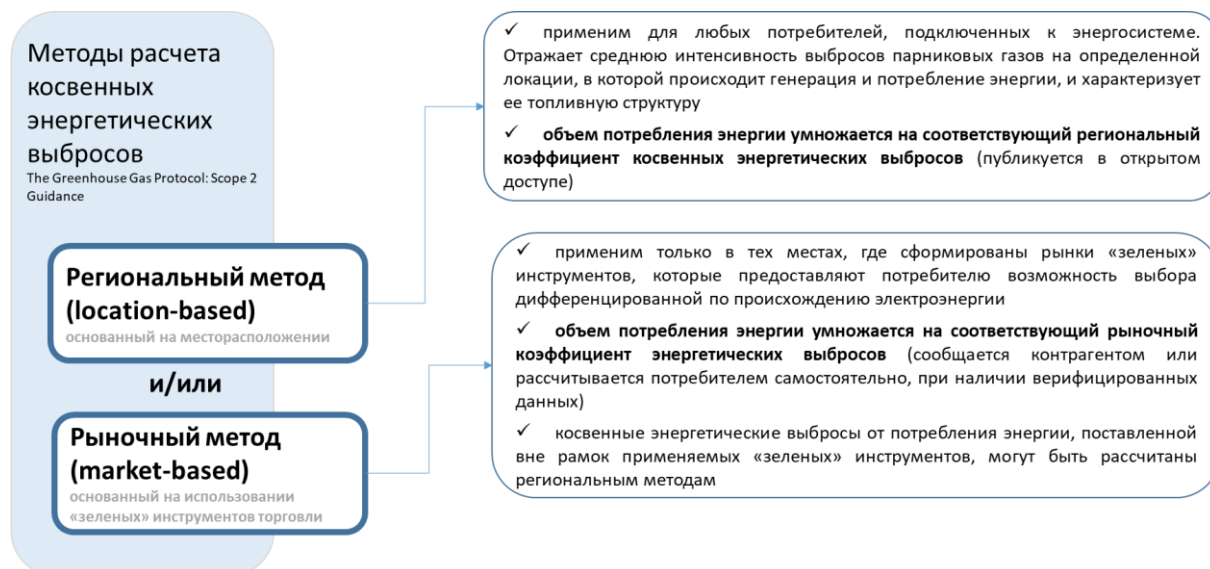 Методы расчета
косвенных
энергетических
выбросов
The Greenhouse Gas Protocol: Scope 2
Guidance
Региональный метод
(location-based)
основанный на месторасположении
и/или
Рыночный метод
(market-based)
основанный на использовании
«зеленых» инструментов торговли
✓ применим для любых потребителей, подключенных к энергосистеме.
Отражает среднюю интенсивность выбросов парниковых газов на определенной
локации, в которой происходит генерация и потребление энергии, и характеризует
ее топливную структуру
✓ объем потребления энергии умножается на соответствующий региональный
коэффициент косвенных энергетических выбросов (публикуется в открытом
доступе)
✓ применим только в тех местах, где сформированы рынки «зеленых»
инструментов, которые предоставляют потребителю возможность выбора
дифференцированной по происхождению электроэнергии
✓ объем потребления энергии умножается на соответствующий рыночный
коэффициент энергетических выбросов (сообщается контрагентом или
рассчитывается потребителем самостоятельно, при наличии верифицированных
данных)
✓ косвенные энергетические выбросы от потребления энергии, поставленной
вне рамок применяемых «зеленых» инструментов, могут быть рассчитаны
региональным методам